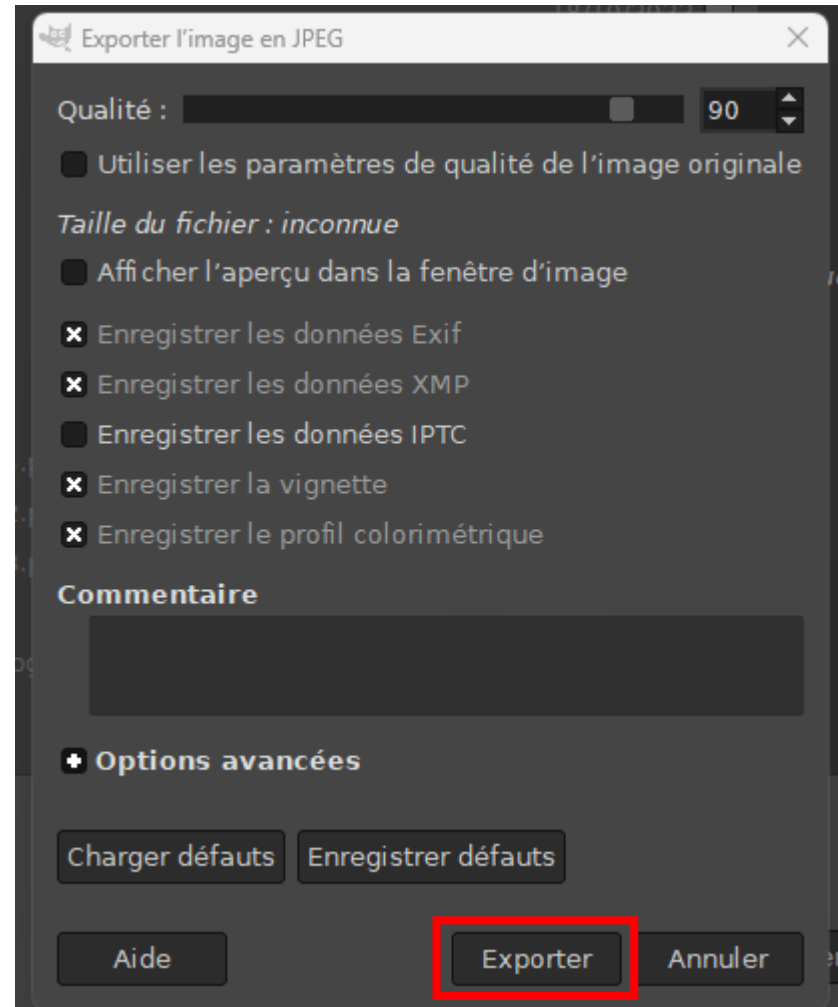 Exporter l’image en JPEG
Qualité : 90
Utiliser les paramètres de qualité de l’image originale
Taille du fichier : inconnue
Afficher l’aperçu dans la fenêtre d’image
Enregistrer les données Exif
Enregistrer les données XMP
Enregistrer les données IPTC
Enregistrer la vignette
Enregistrer le profil colorimétrique
Commentaire
Options avancées
Charger défauts Enregistrer défauts
Aide Exporter Annuler